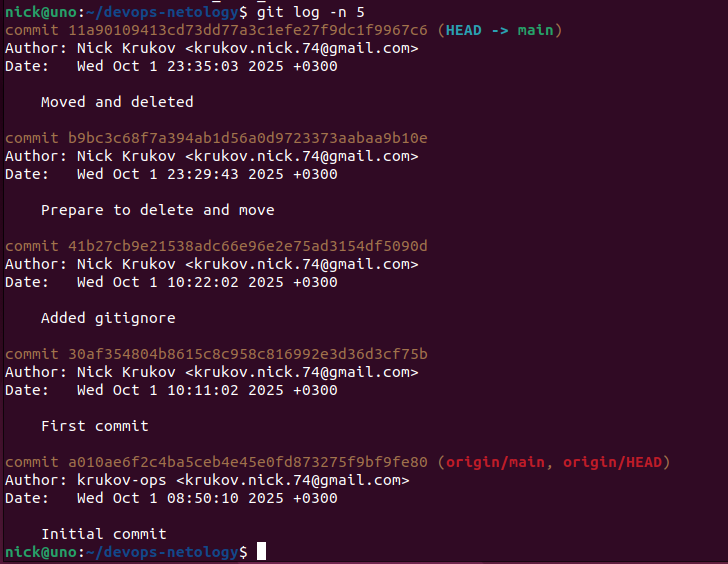 nick@uno:~/devops-netology$ git log -n 5
commit 11a90109413cd73dd77a3c1efe27f9dc1f9967c6 (HEAD -> main)
Author: Nick Krukov <krukov.nick.74@gmail.com>
Date:   Wed Oct 1 23:35:03 2025 +0300
Moved and deleted
commit b9bc3c68f7a394ab1d56a0d9723373aabaa9b10e
Author: Nick Krukov <krukov.nick.74@gmail.com>
Date:   Wed Oct 1 23:29:43 2025 +0300
Prepare to delete and move
commit 41b27cb9e21538adc66e96e2e75ad3154df5090d
Author: Nick Krukov <krukov.nick.74@gmail.com>
Date:   Wed Oct 1 10:22:02 2025 +0300
Added gitignore
commit 30af354804b8615c8c958c816992e3d36d3cf75b
Author: Nick Krukov <krukov.nick.74@gmail.com>
Date:   Wed Oct 1 10:11:02 2025 +0300
First commit
commit a010ae6f2c4ba5ceb4e45e0fd873275f9bf9fe80 (origin/main, origin/HEAD)
Author: krukov-ops <krukov.nick.74@gmail.com>
Date:   Wed Oct 1 08:50:10 2025 +0300
Initial commit
nick@uno:~/devops-netology$